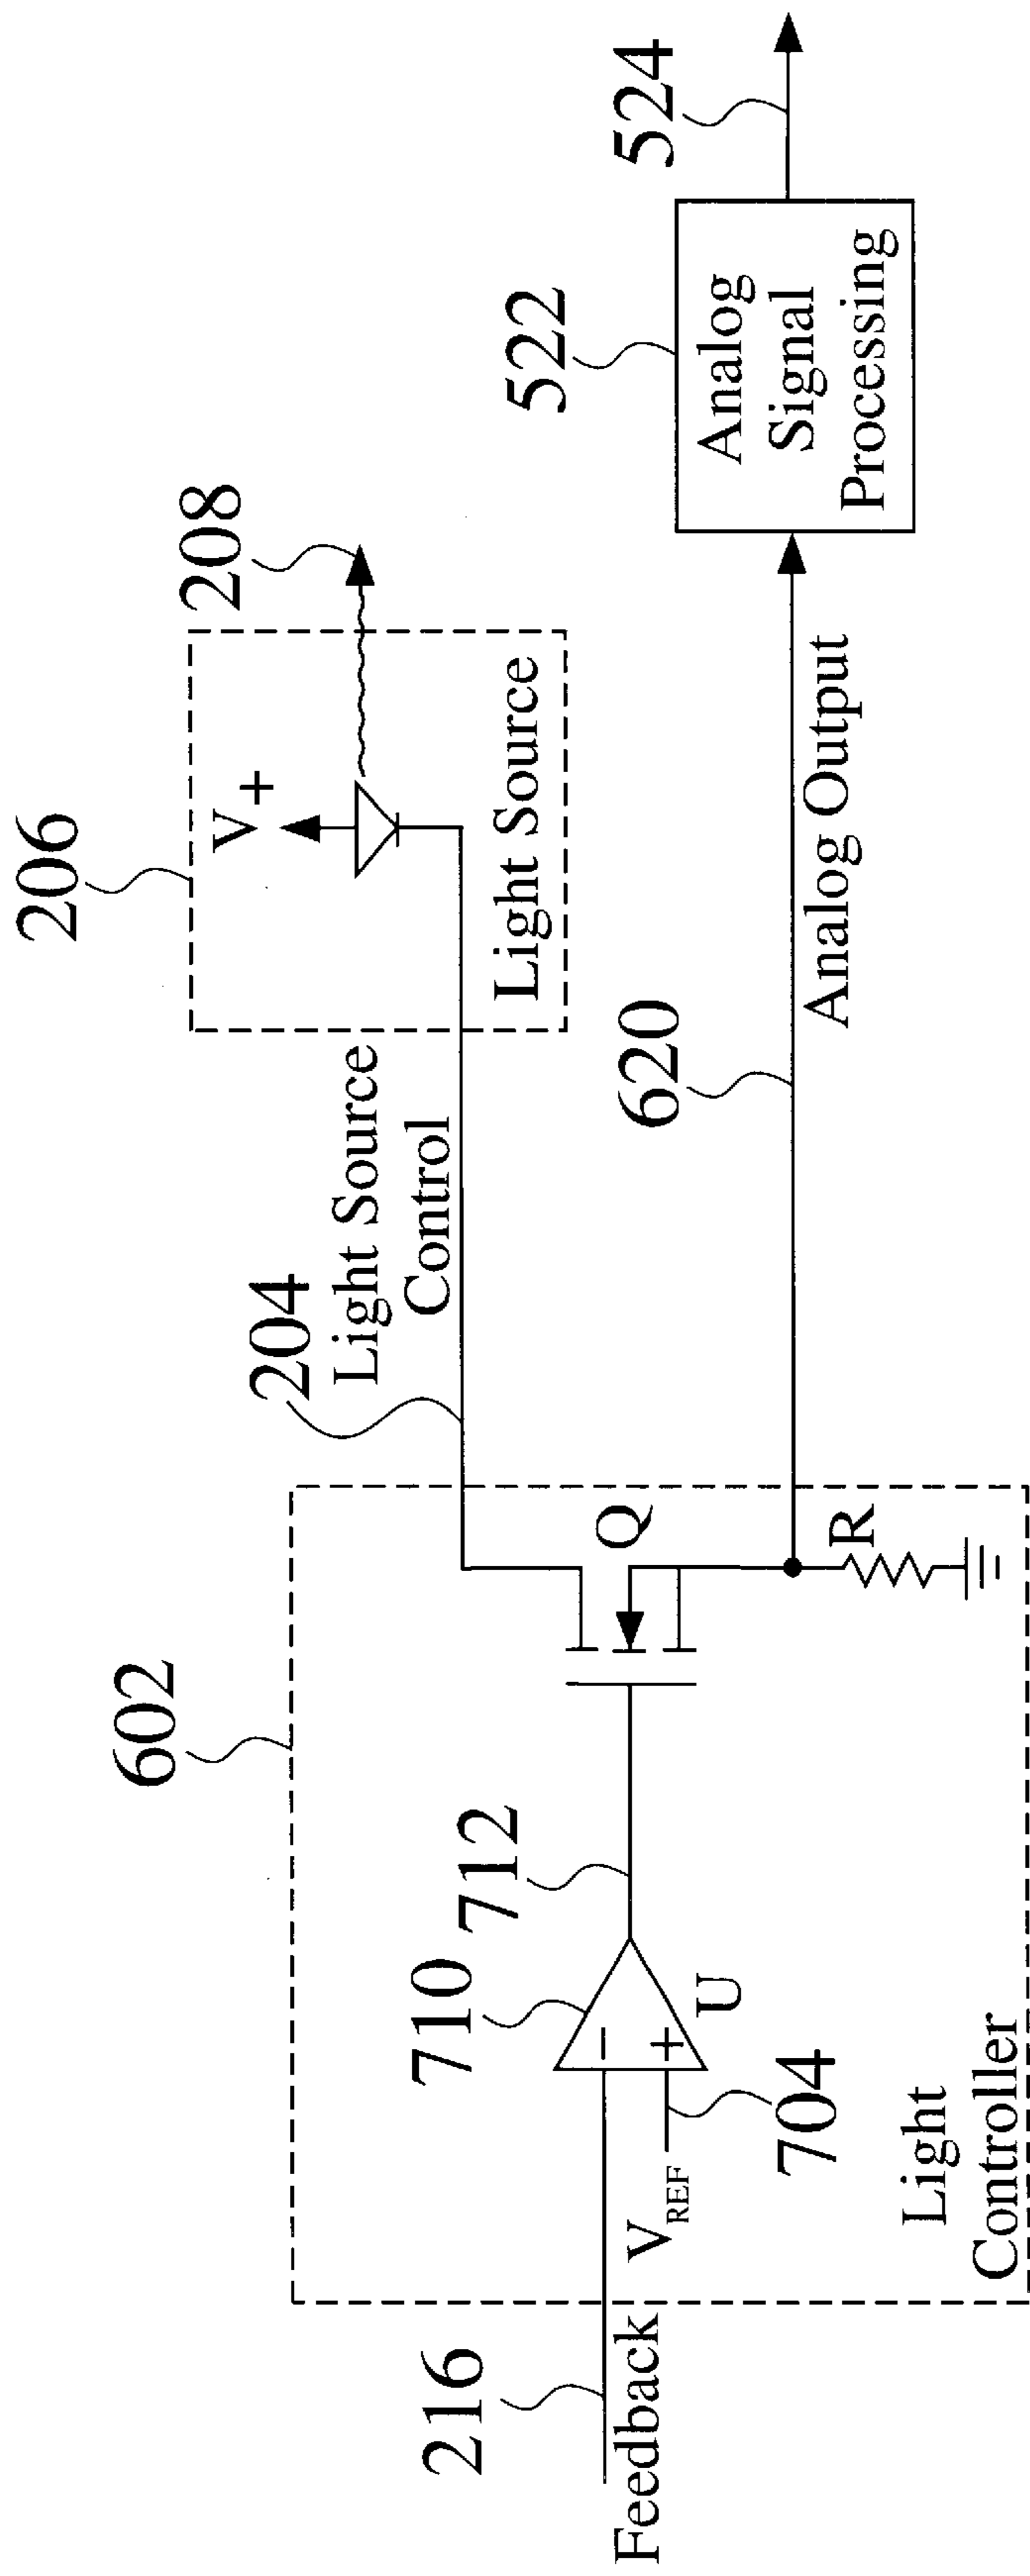 206
V+
208
Light Source
204
Light Source
Control
602
710
712
Q
U
216
Feedback
VREF
704
R
Light
Controller
620
Analog Output
522
Analog
Signal
Processing
524